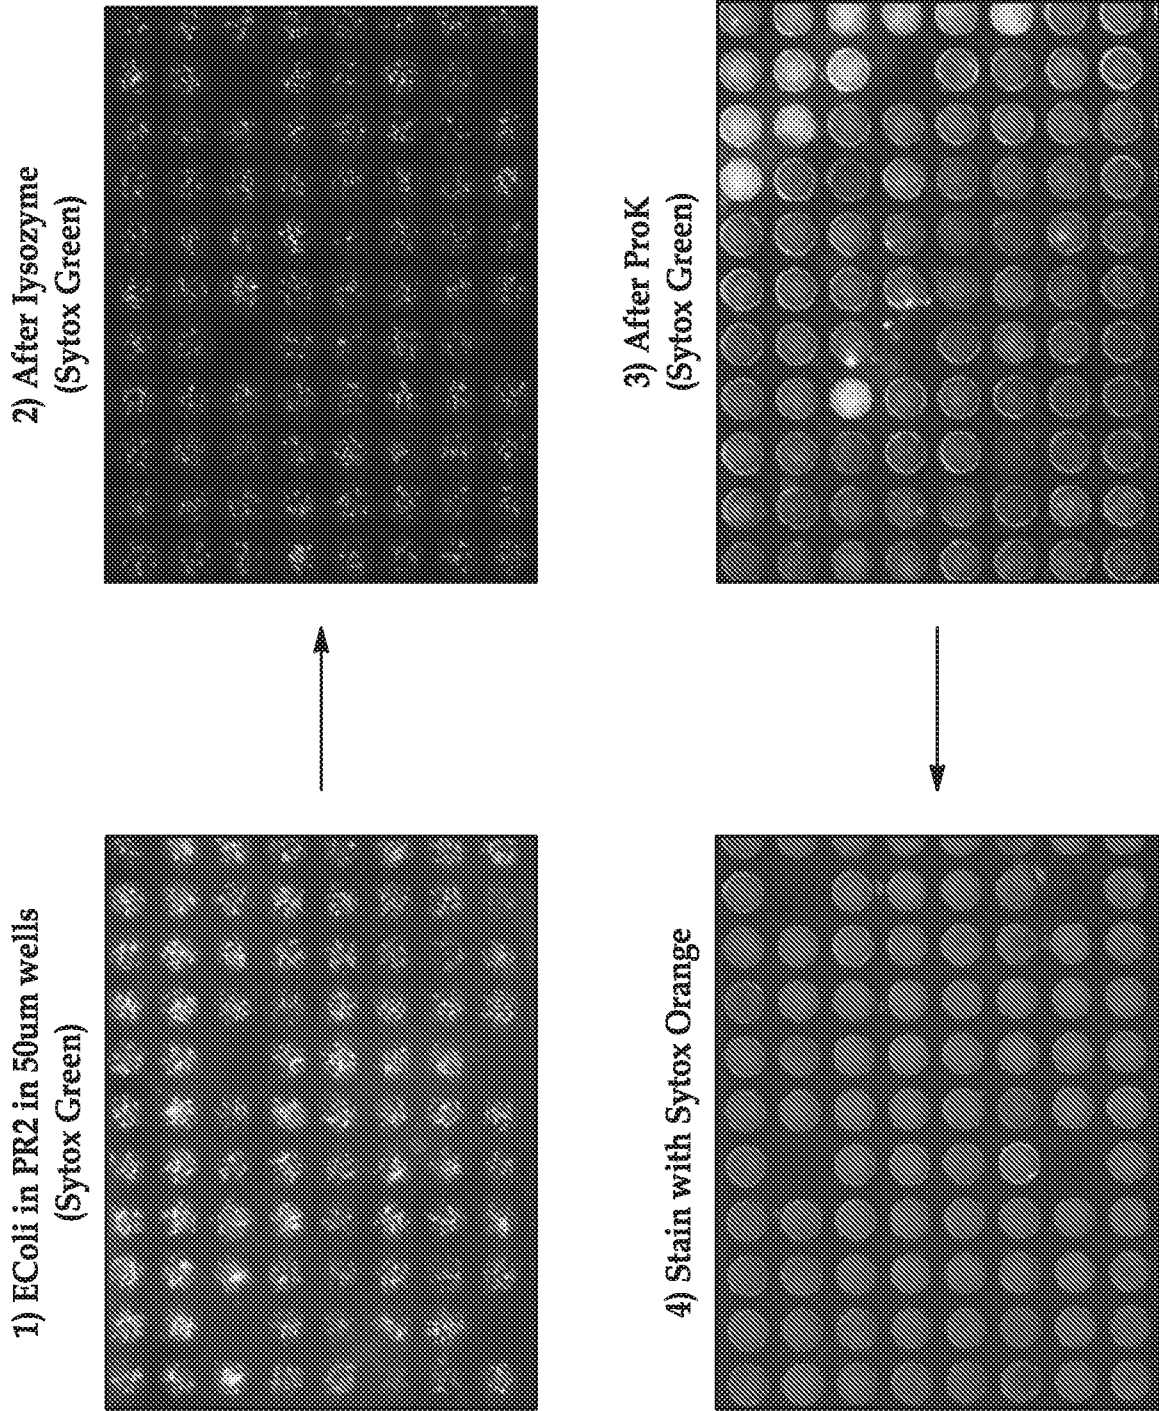 1) EColi in PR2 in 50um wells
(Sytox Green)
2) After lysozyme
(Sytox Green)
3) After ProK
(Sytox Green)
4) Stain with Sytox Orange